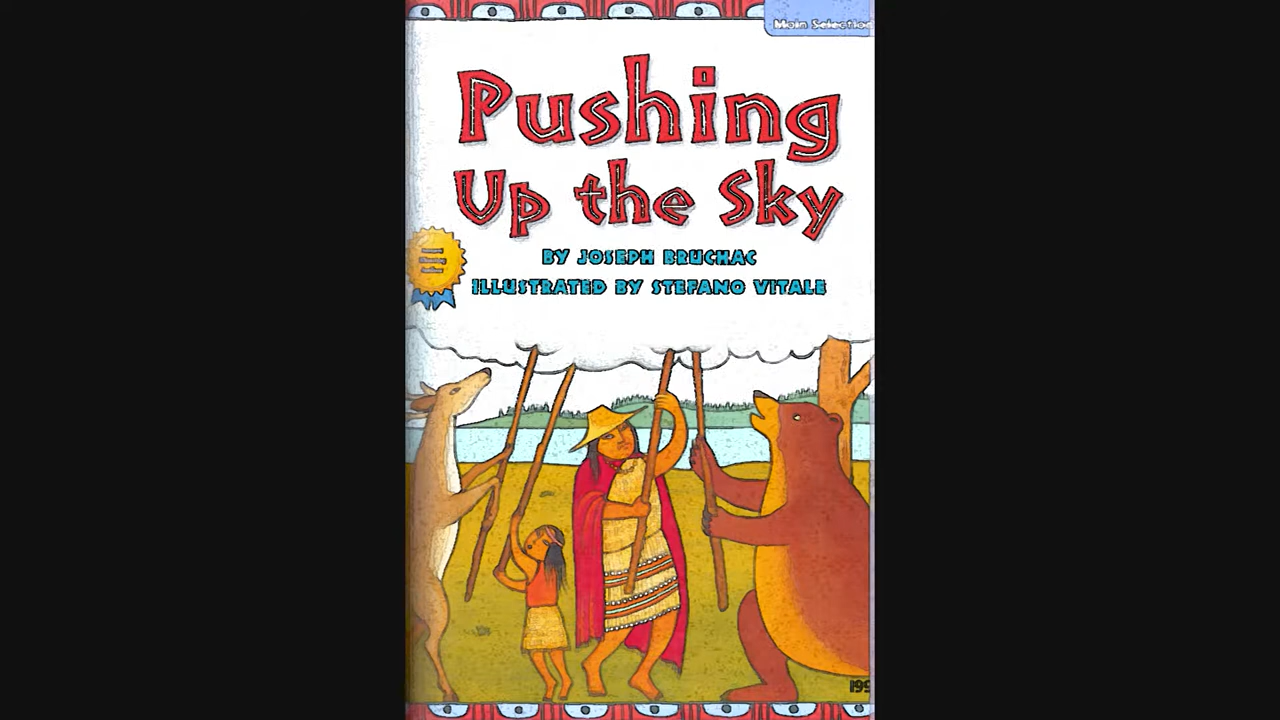 Main Selection
Pushing
Up the Sky
BY JOSEPH BRUCHAC
ILLUSTRATED BY STEFANO VITALE
199